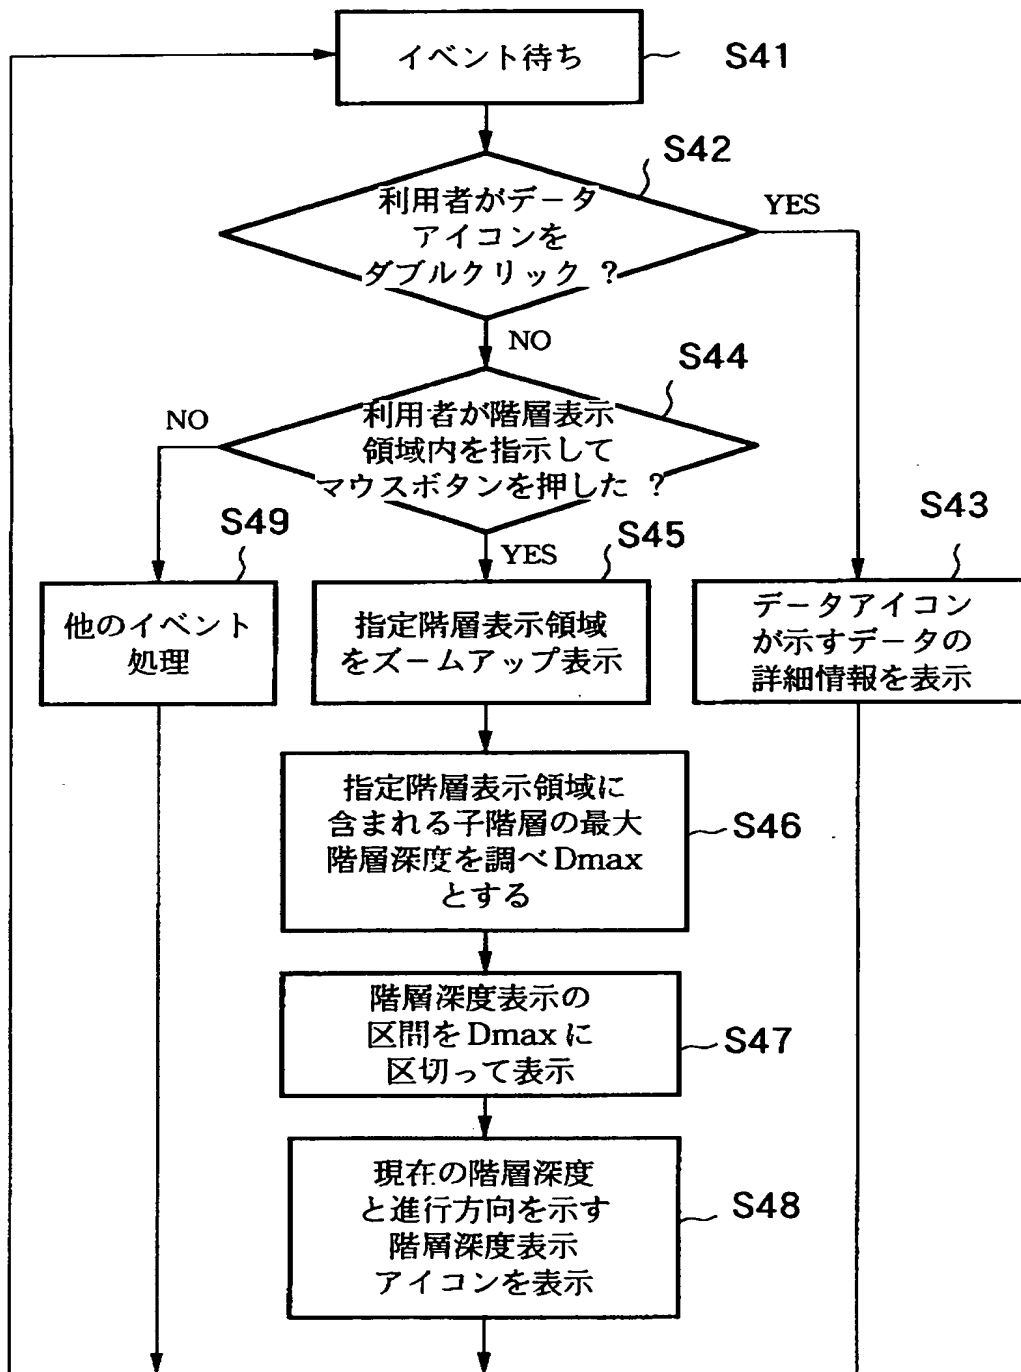 イベント待ち
S41
S42
利用者がデータ
アイコンを
ダブルクリック ?
YES
NO
S44
利用者が階層表示
領域内を指示して
マウスボタンを押した ?
NO
YES
S49
他のイベント
処理
S45
指定階層表示領域
をズームアップ表示
S43
データアイコン
が示すデータの
詳細情報を表示
指定階層表示領域に
含まれる子階層の最大
階層深度を調べDmax
とする
S46
階層深度表示の
区間をDmaxに
区切って表示
S47
現在の階層深度
と進行方向を示す
階層深度表示
アイコンを表示
S48